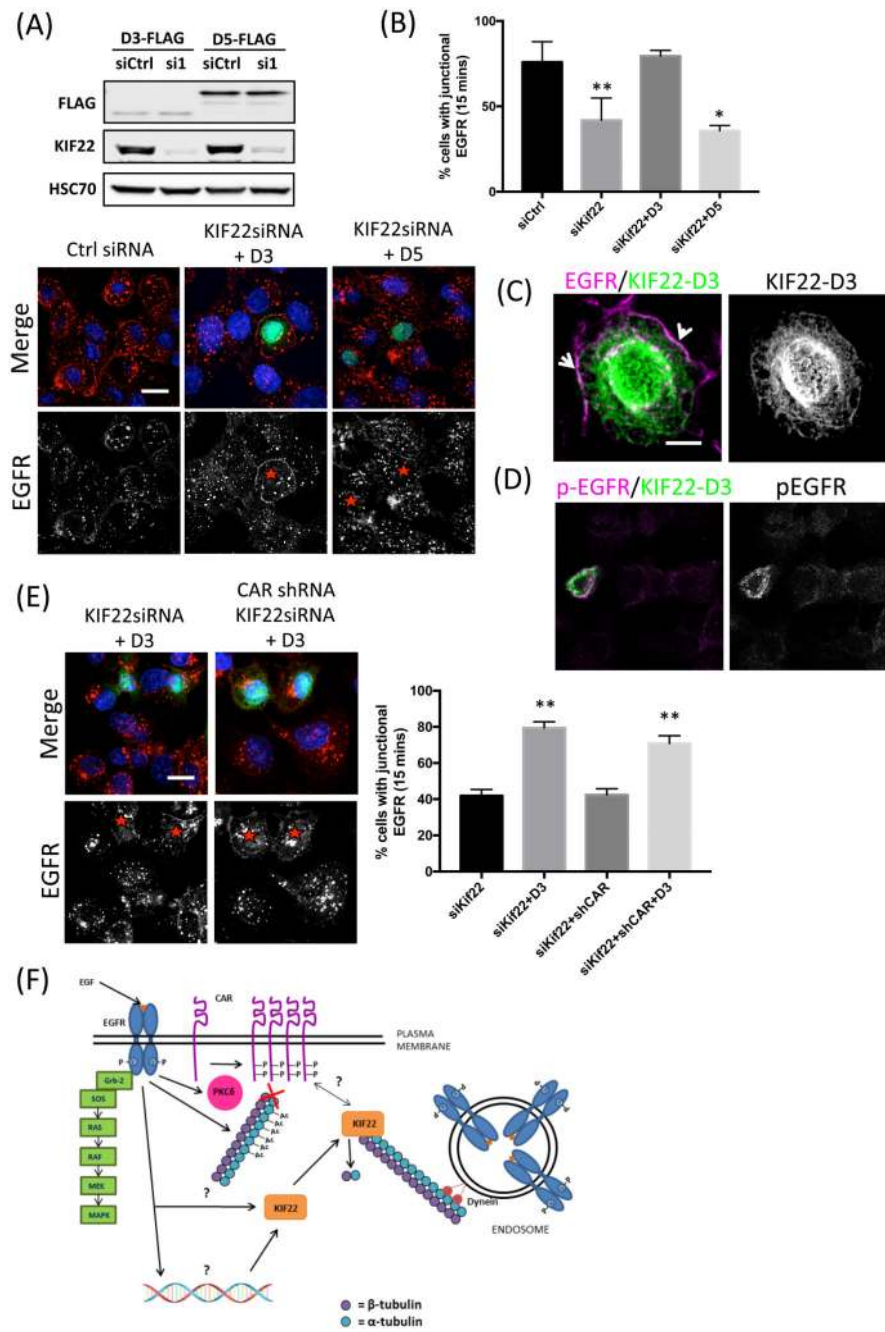 (A)
D3-FLAG D5-FLAG
siCtrl si1 siCtrl si1
FLAG
KIF22
HSC70
Ctrl siRNA
KIF22siRNA
+ D3
KIF22siRNA
+ D5
Merge
EGFR
(B)
% cells with junctional
EGFR (15 mins)
100
50
0
**
*
siCtrl
siKif22
siKif22+D3
siKif22+D5
(C)
EGFR/KIF22-D3
KIF22-D3
(D)
p-EGFR/KIF22-D3
pEGFR
(E)
KIF22siRNA
+ D3
CAR shRNA
KIF22siRNA
+ D3
Merge
EGFR
% cells with junctional
EGFR (15 mins)
100
80
60
40
20
0
**
**
siKif22
siKif22+D3
siKif22+shCAR
siKif22+shCAR+D3
(F)
EGF
EGFR
CAR
PLASMA
MEMBRANE
P P
P P
P P
P P
P P
Grb-2
SOS
RAS
RAF
MEK
MAPK
PKCδ
Ac
Ac
Ac
Ac
?
KIF22
?
KIF22
?
Dynein
ENDOSOME
= β-tubulin
= α-tubulin